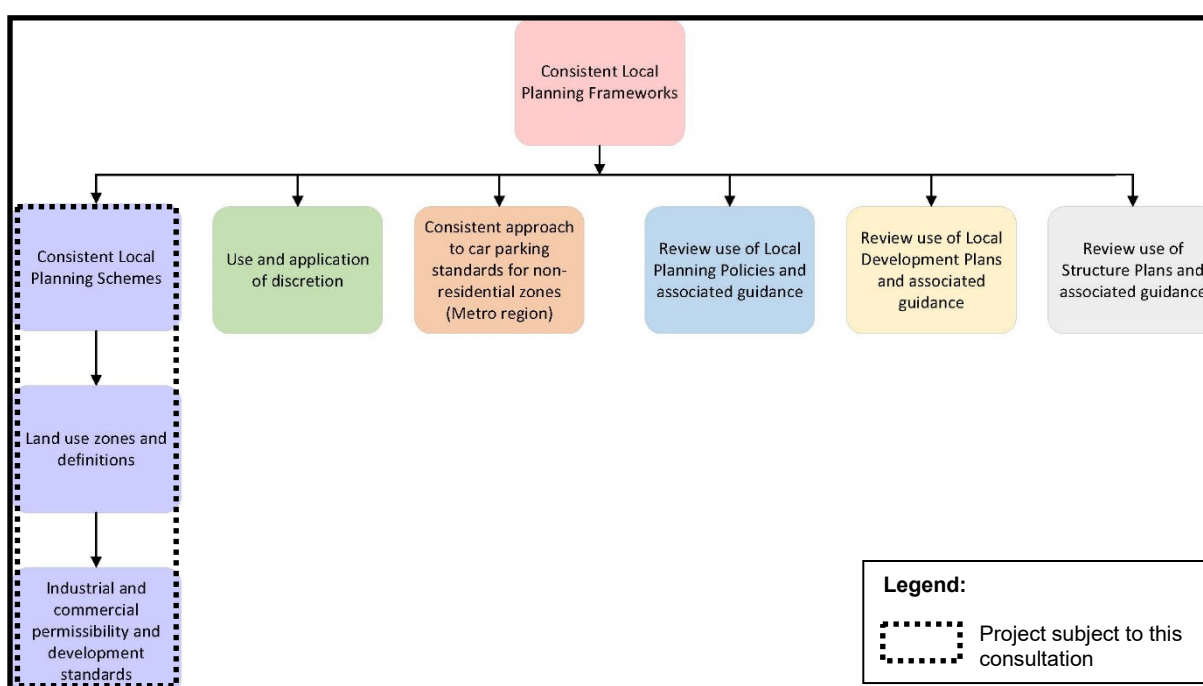 Consistent Local
Planning Frameworks
Consistent Local
Planning Schemes
Use and application
of discretion
Consistent approach
to car parking
standards for non-
residential zones
(Metro region)
Review use of Local
Planning Policies and
associated guidance
Review use of Local
Development Plans
and associated
guidance
Review use of
Structure Plans and
associated guidance
Land use zones and
definitions
Industrial and
commercial
permissibility and
development
standards
Legend:
Project subject to this
consultation